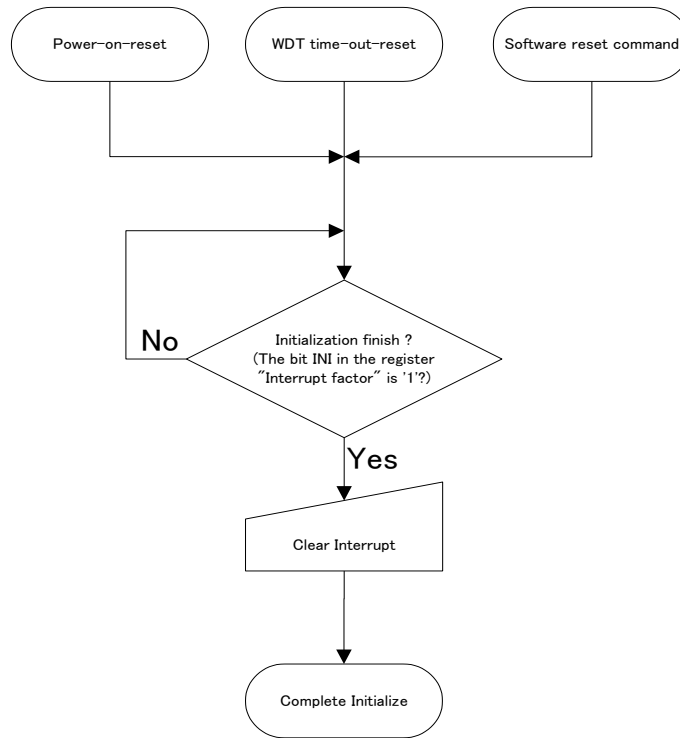 Power-on-reset
WDT time-out-reset
Software reset command
No
Initialization finish ?
(The bit INI in the register
"Interrupt factor" is '1'?)
Yes
Clear Interrupt
Complete Initialize